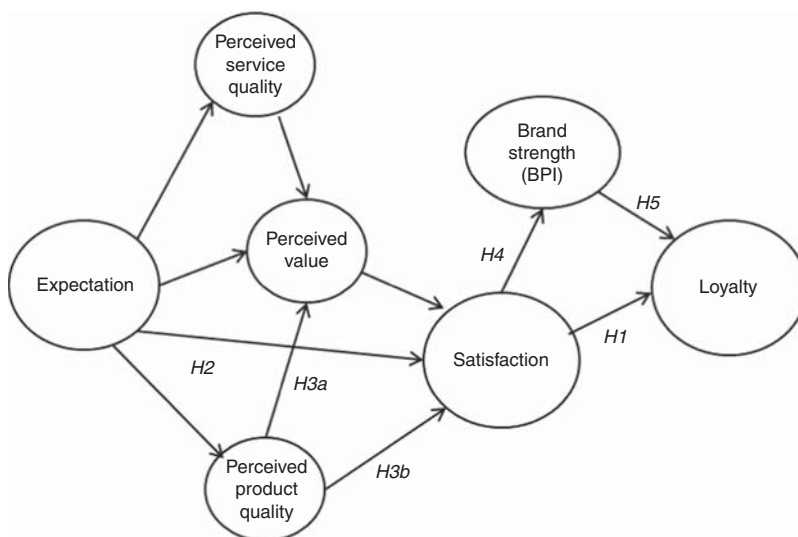 Perceived
service
quality
Brand
strength
(BPI)
H5
Perceived
value
H4
Expectation
Loyalty
H1
Satisfaction
H2
H3a
H3b
Perceived
product
quality